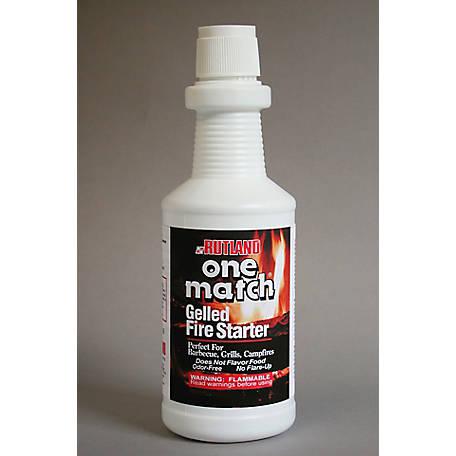 RUTLAND
one
match®
Gelled
Fire Starter
Perfect For
Barbecue, Grills, Campfires
Does Not Flavor Food
Odor-Free No Flare-Up
WARNING: FLAMMABLE
Read warnings before using